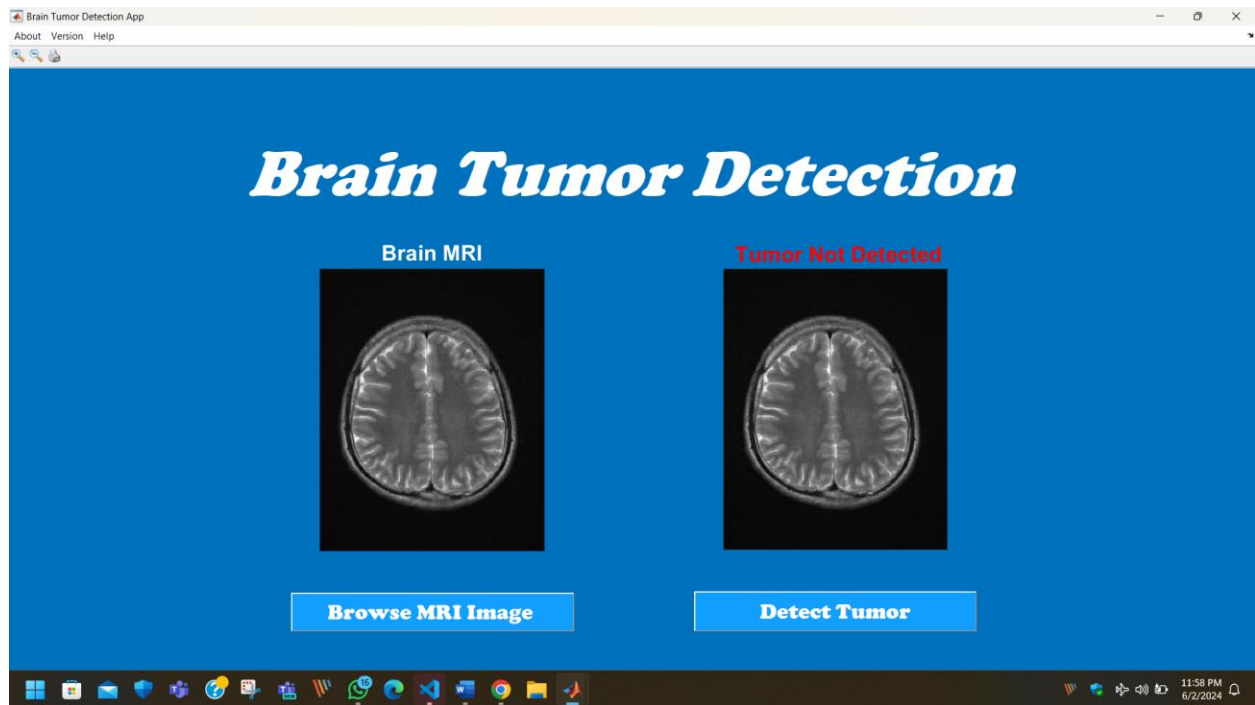 Brain Tumor Detection App
About Version Help
Brain Tumor Detection
Brain MRI
Tumor Not Detected
Browse MRI Image
Detect Tumor
16
11:58 PM
6/2/2024